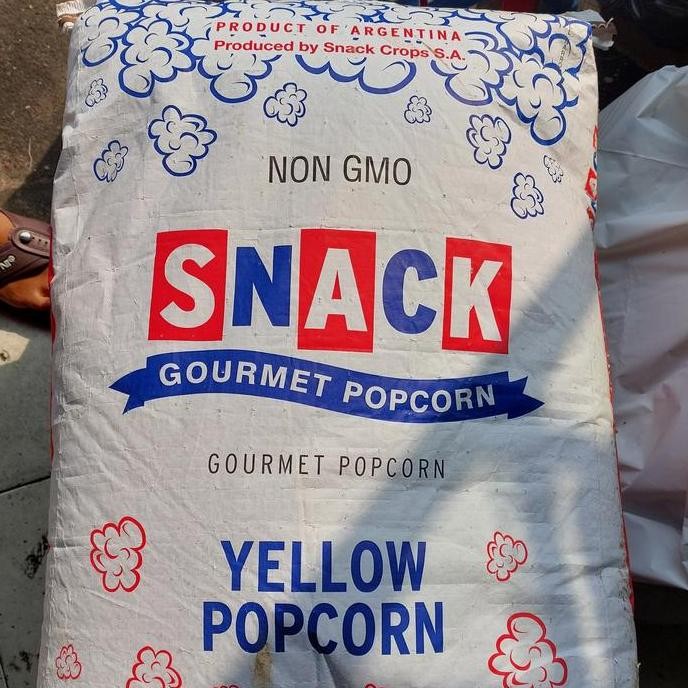 PRODUCT OF ARGENTINA
Produced by Snack Crops S.A.
NON GMO
SNACK
GOURMET POPCORN
GOURMET POPCORN
YELLOW
POPCORN